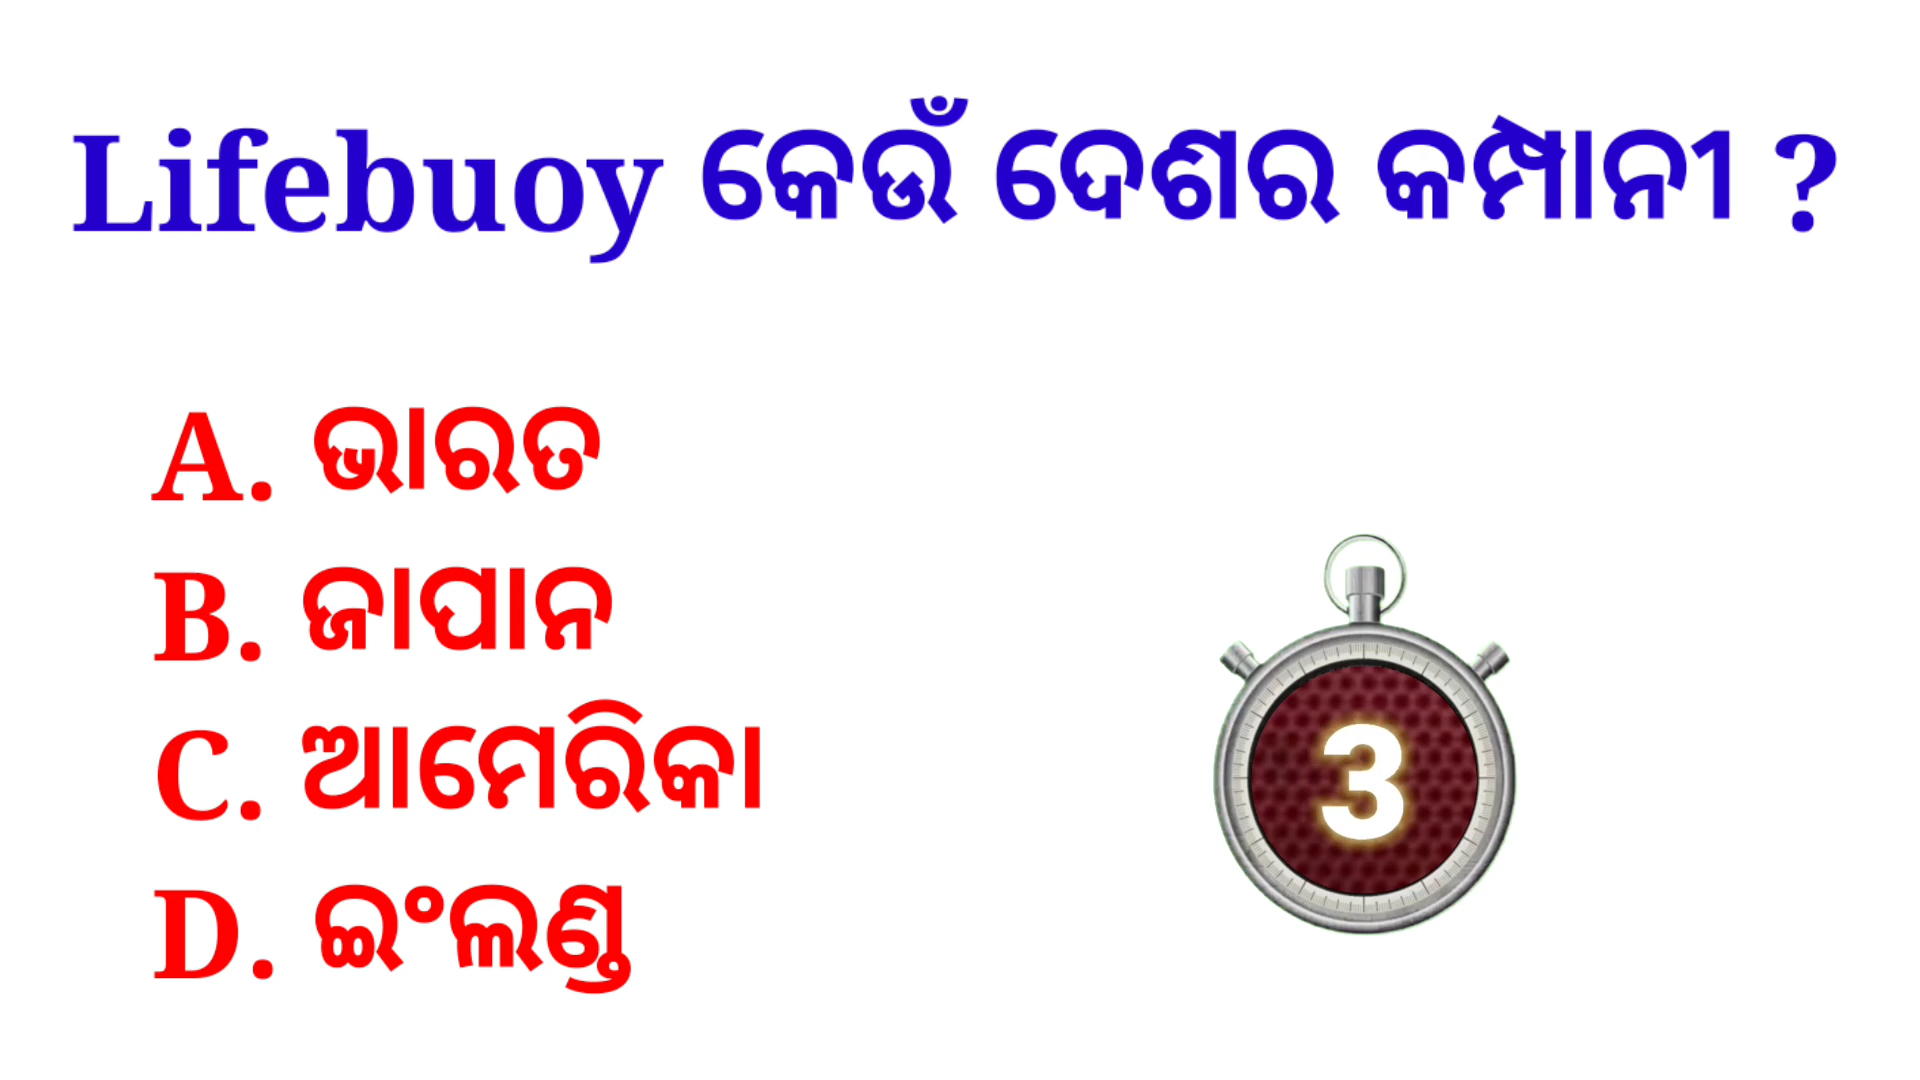 Lifebuoy କେଉଁ ଦେଶର କମ୍ପାନୀ ?
A. ଭାରତ
B. ଜାପାନ
C. ଆମେରିକା
D. ଇଂଲଣ୍ଡ
3